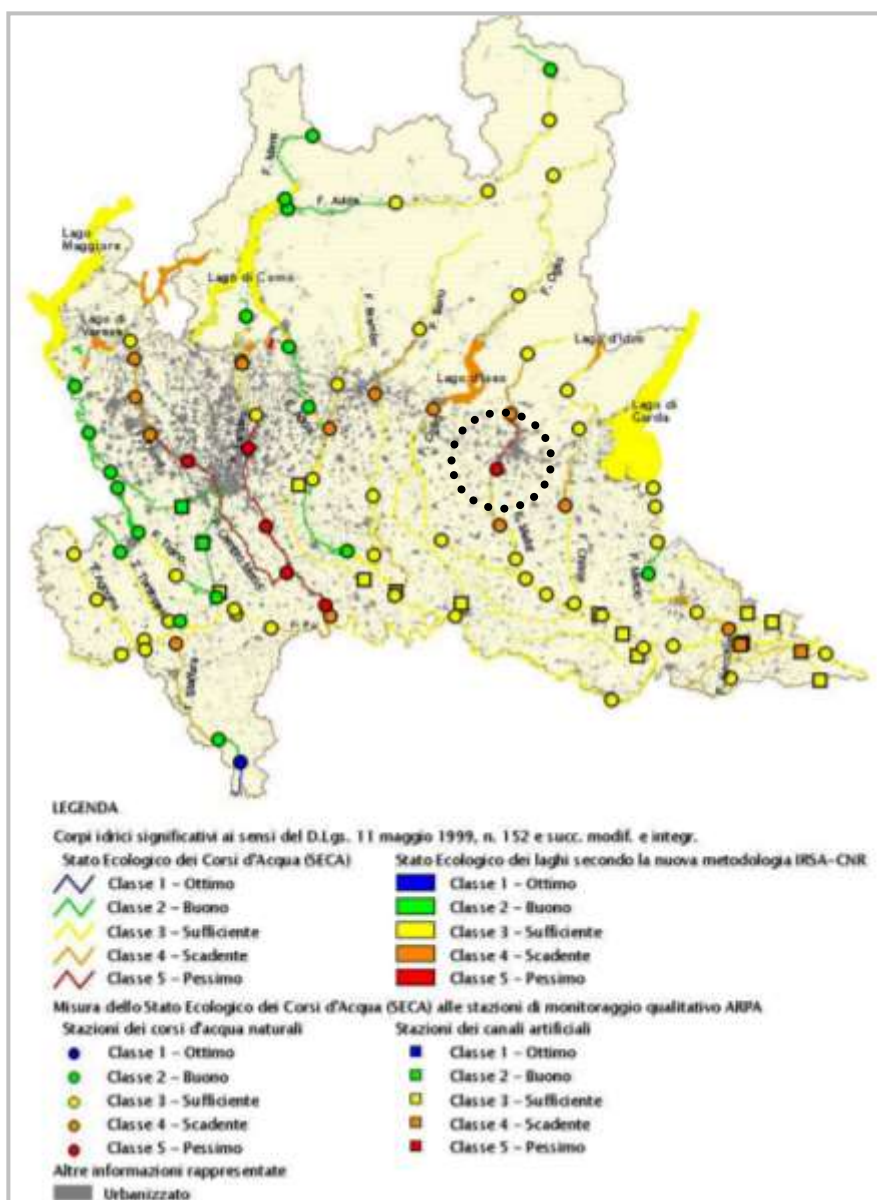 F. Mera
F. Adda
Lago
Maggiore
Lago di Como
F. Serio
F. Oglio
Lago di
Varese
Lago d'Idro
Lago d'Iseo
Lago di
Garda
F. Mella
F. Chiese
F. Mincio
F. Ticino
F. Agogna
F. Po
F. Staffora
LEGENDA
Corpi idrici significativi ai sensi del D.Lgs. 11 maggio 1999, n. 152 e succ. modif. e integr.
Stato Ecologico dei Corsi d'Acqua (SECA)
Classe 1 - Ottimo
Classe 2 - Buono
Classe 3 - Sufficiente
Classe 4 - Scadente
Classe 5 - Pessimo
Stato Ecologico dei laghi secondo la nuova metodologia IRSA-CNR
Classe 1 - Ottimo
Classe 2 - Buono
Classe 3 - Sufficiente
Classe 4 - Scadente
Classe 5 - Pessimo
Misura dello Stato Ecologico dei Corsi d'Acqua (SECA) alle stazioni di monitoraggio qualitativo ARPA
Stazioni dei corsi d'acqua naturali
Classe 1 - Ottimo
Classe 2 - Buono
Classe 3 - Sufficiente
Classe 4 - Scadente
Classe 5 - Pessimo
Stazioni dei canali artificiali
Classe 1 - Ottimo
Classe 2 - Buono
Classe 3 - Sufficiente
Classe 4 - Scadente
Classe 5 - Pessimo
Altre informazioni rappresentate
Urbanizzato